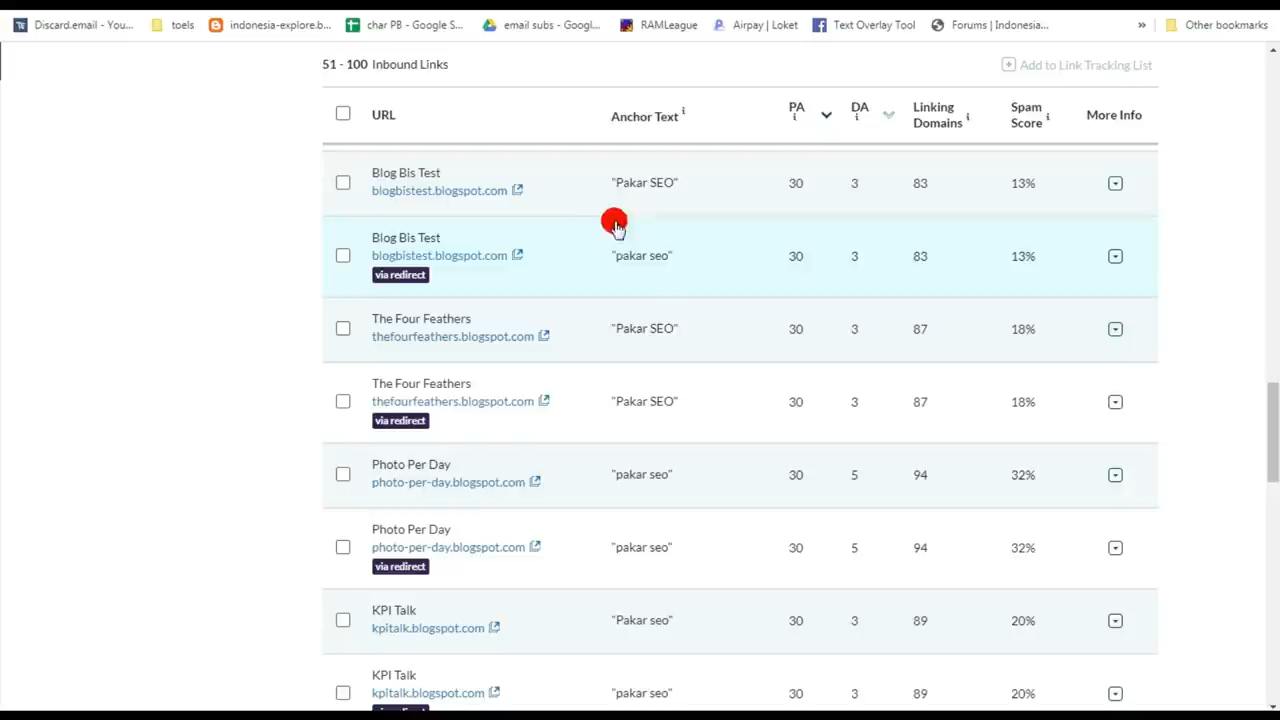 Discard.email - You... toels indonesia-explore.b... char PB - Google S... email subs - Googl... RAMLeague Airpay | Loket Text Overlay Tool Forums | Indonesia... » Other bookmarks
51 - 100 Inbound Links + Add to Link Tracking List
URL Anchor Text i PA i DA i Linking Domains i Spam Score i More Info
Blog Bis Test
blogbistest.blogspot.com "Pakar SEO" 30 3 83 13%
Blog Bis Test
blogbistest.blogspot.com "pakar seo" 30 3 83 13%
via redirect
The Four Feathers
thefourfeathers.blogspot.com "Pakar SEO" 30 3 87 18%
The Four Feathers
thefourfeathers.blogspot.com "Pakar SEO" 30 3 87 18%
via redirect
Photo Per Day
photo-per-day.blogspot.com "pakar seo" 30 5 94 32%
Photo Per Day
photo-per-day.blogspot.com "pakar seo" 30 5 94 32%
via redirect
KPI Talk
kpitalk.blogspot.com "Pakar seo" 30 3 89 20%
KPI Talk
kpitalk.blogspot.com "pakar seo" 30 3 89 20%